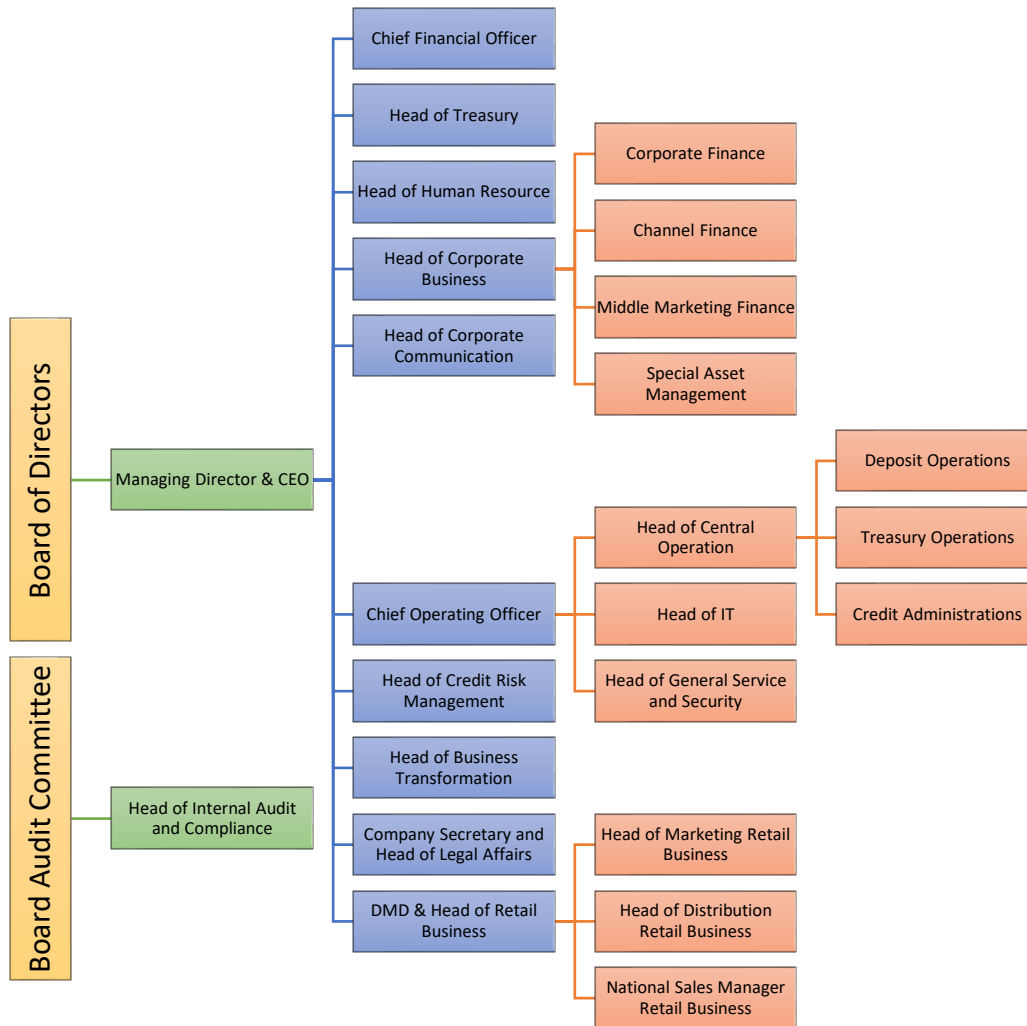 Board of Directors
Board Audit Committee
Managing Director & CEO
Head of Internal Audit
and Compliance
Chief Financial Officer
Head of Treasury
Head of Human Resource
Head of Corporate
Business
Head of Corporate
Communication
Chief Operating Officer
Head of Credit Risk
Management
Head of Business
Transformation
Company Secretary and
Head of Legal Affairs
DMD & Head of Retail
Business
Corporate Finance
Channel Finance
Middle Marketing Finance
Special Asset
Management
Head of Central
Operation
Head of IT
Head of General Service
and Security
Head of Marketing Retail
Business
Head of Distribution
Retail Business
National Sales Manager
Retail Business
Deposit Operations
Treasury Operations
Credit Administrations